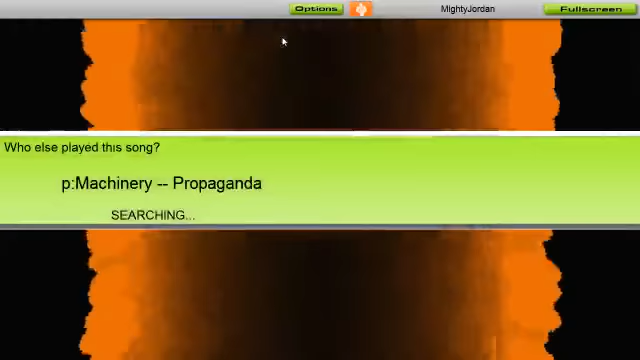 Options
MightyJordan
Fullscreen
Who else played this song?
p:Machinery -- Propaganda
SEARCHING...